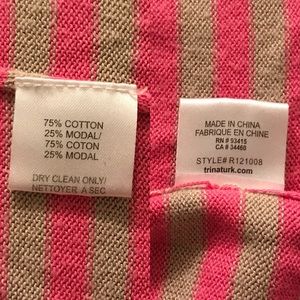 75% COTTON
25% MODAL/
75% COTON
25% MODAL
DRY CLEAN ONLY/
NETTOYER A SEC
MADE IN CHINA
FABRIQUE EN CHINE
RN # 93415
CA # 34460
STYLE# R121008
trinaturk.com